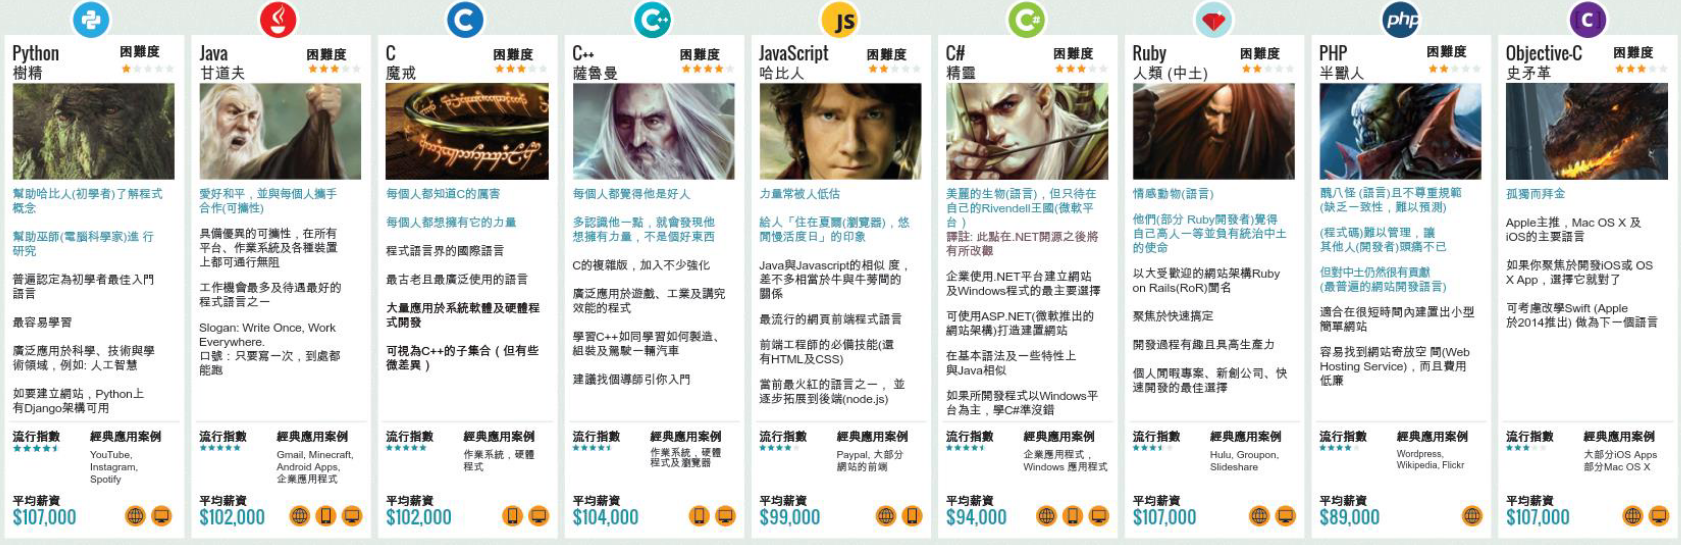 JS
C
C++
C#
php
[C]
Python
困難度
樹精
幫助哈比人(初學者)了解程式
概念
幫助巫師(電腦科學家)進 行
研究
普遍認定為初學者最佳入門
語言
最容易學習
廣泛應用於科學、技術與學
術領域，例如: 人工智慧
如要建立網站，Python上
有Django架構可用
流行指數
經典應用案例
YouTube,
Instagram,
Spotify
平均薪資
$107,000
Java
困難度
甘道夫
愛好和平，並與每個人攜手
合作(可攜性)
具備優異的可攜性，在所有
平台、作業系統及各種裝置
上都可通行無阻
工作機會最多及待遇最好的
程式語言之一
Slogan: Write Once, Work
Everywhere.
口號：只要寫一次，到處都
能跑
流行指數
經典應用案例
Gmail, Minecraft,
Android Apps,
企業應用程式
平均薪資
$102,000
C
困難度
魔戒
每個人都知道C的厲害
每個人都想擁有它的力量
程式語言界的國際語言
最古老且最廣泛使用的語言
大量應用於系統軟體及硬體程
式開發
可視為C++的子集合（但有些
微差異）
流行指數
經典應用案例
作業系統，硬體
程式
平均薪資
$102,000
C++
困難度
薩魯曼
每個人都覺得他是好人
多認識他一點，就會發現他
想擁有力量，不是個好東西
C的複雜版，加入不少強化
廣泛應用於遊戲、工業及講究
效能的程式
學習C++如同學習如何製造、
組裝及駕駛一輛汽車
建議找個導師引你入門
流行指數
經典應用案例
作業系統，硬體
程式及瀏覽器
平均薪資
$104,000
JavaScript
困難度
哈比人
力量常被人低估
給人「住在夏爾(瀏覽器)，悠
閒慢活度日」的印象
Java與Javascript的相似 度，
差不多相當於牛與牛蒡間的
關係
最流行的網頁前端程式語言
前端工程師的必備技能(還
有HTML及CSS)
當前最火紅的語言之一， 並
逐步拓展到後端(node.js)
流行指數
經典應用案例
Paypal, 大部分
網站的前端
平均薪資
$99,000
C#
困難度
精靈
美麗的生物(語言)，但只待在
自己的Rivendell王國(微軟平
台）
譯註: 此點在.NET開源之後將
有所改觀
企業使用.NET平台建立網站
及Windows程式的最主要選擇
可使用ASP.NET(微軟推出的
網站架構)打造建置網站
在基本語法及一些特性上
與Java相似
如果所開發程式以Windows平
台為主，學C#準沒錯
流行指數
經典應用案例
企業應用程式，
Windows 應用程式
平均薪資
$94,000
Ruby
困難度
人類 (中土)
情感動物(語言)
他們(部分 Ruby開發者)覺得
自己高人一等並負有統治中土
的使命
以大受歡迎的網站架構Ruby
on Rails(RoR)聞名
聚焦於快速搞定
開發過程有趣且具高生產力
個人閒暇專案、新創公司、快
速開發的最佳選擇
流行指數
經典應用案例
Hulu, Groupon,
Slideshare
平均薪資
$107,000
PHP
困難度
半獸人
醜八怪 (語言)且不尊重規範
(缺乏一致性，難以預測)
(程式碼)難以管理，讓
其他人(開發者)頭痛不已
但對中土仍然很有貢獻
(最普遍的網站開發語言)
適合在很短時間內建置出小型
簡單網站
容易找到網站寄放空 間(Web
Hosting Service)，而且費用
低廉
流行指數
經典應用案例
Wordpress,
Wikipedia, Flickr
平均薪資
$89,000
Objective-C
困難度
史矛革
孤獨而拜金
Apple主推，Mac OS X 及
iOS的主要語言
如果你聚焦於開發iOS或 OS
X App，選擇它就對了
可考慮改學Swift (Apple
於2014推出) 做為下一個語言
流行指數
經典應用案例
大部分iOS Apps
部分Mac OS X
平均薪資
$107,000